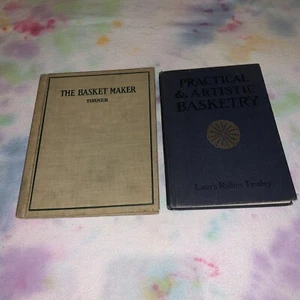 THE BASKET MAKER
TURNER
PRACTICAL
& ARTISTIC
BASKETRY
Laura Rollins Tinsley